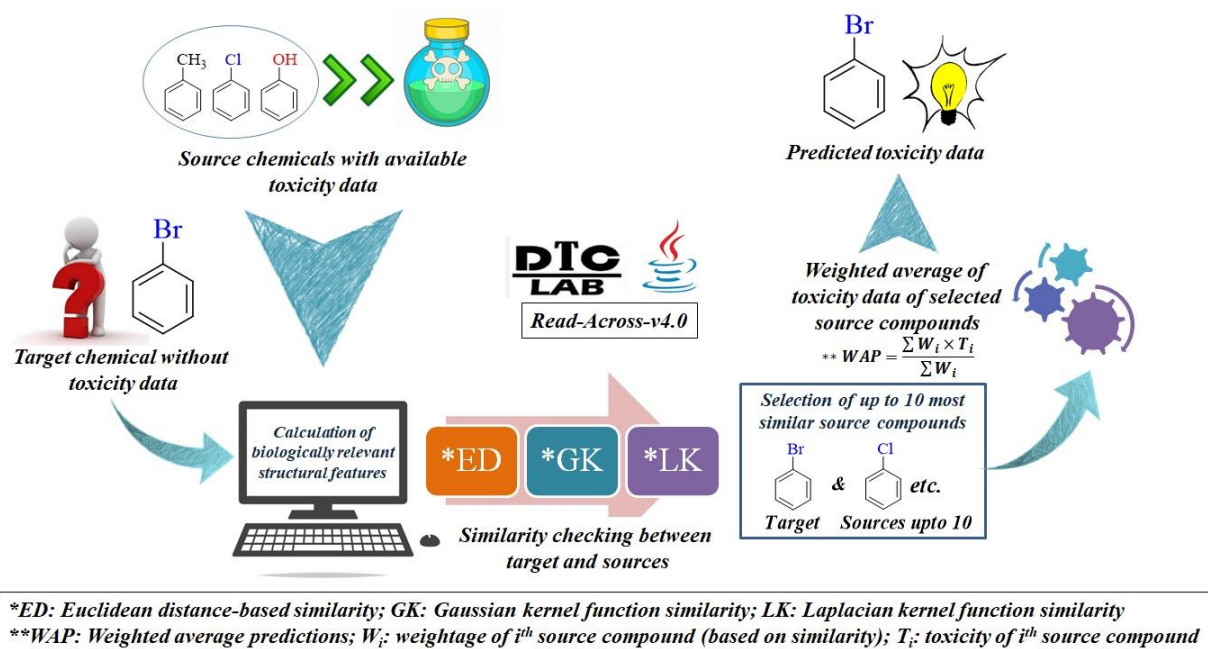 CH₃ Cl OH
Source chemicals with available
toxicity data
Br
Predicted toxicity data
?
Br
Target chemical without
toxicity data
DTC
LAB
Read-Across-v4.0
Weighted average of
toxicity data of selected
source compounds
** WAP = ∑ Wᵢ × Tᵢ / ∑ Wᵢ
Calculation of
biologically relevant
structural features
*ED *GK *LK
Similarity checking between
target and sources
Selection of up to 10 most
similar source compounds
Br Cl
& etc.
Target Sources upto 10
*ED: Euclidean distance-based similarity; GK: Gaussian kernel function similarity; LK: Laplacian kernel function similarity
**WAP: Weighted average predictions; Wᵢ: weightage of iᵗʰ source compound (based on similarity); Tᵢ: toxicity of iᵗʰ source compound